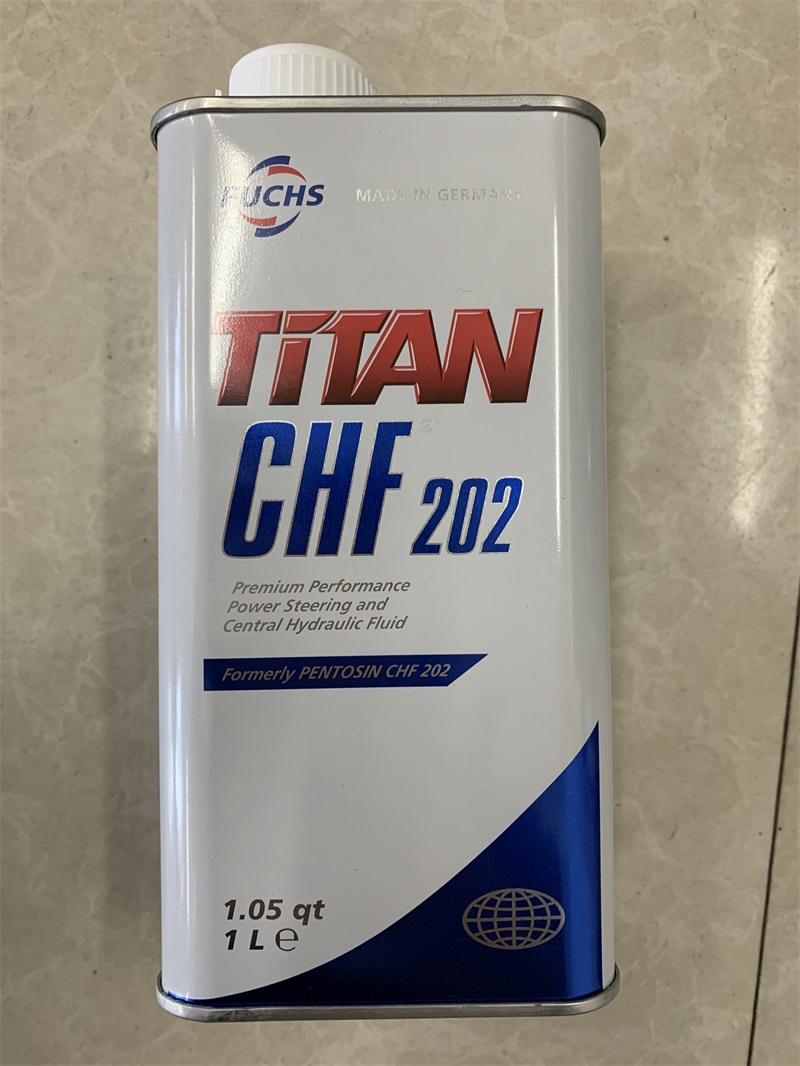 FUCHS
MADE IN GERMANY
TiTAN
CHF®
202
Premium Performance
Power Steering and
Central Hydraulic Fluid
Formerly PENTOSIN CHF 202
1.05 qt
1 L ℮